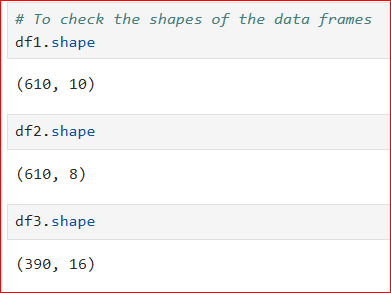 # To check the shapes of the data frames
df1.shape
(610, 10)
df2.shape
(610, 8)
df3.shape
(390, 16)